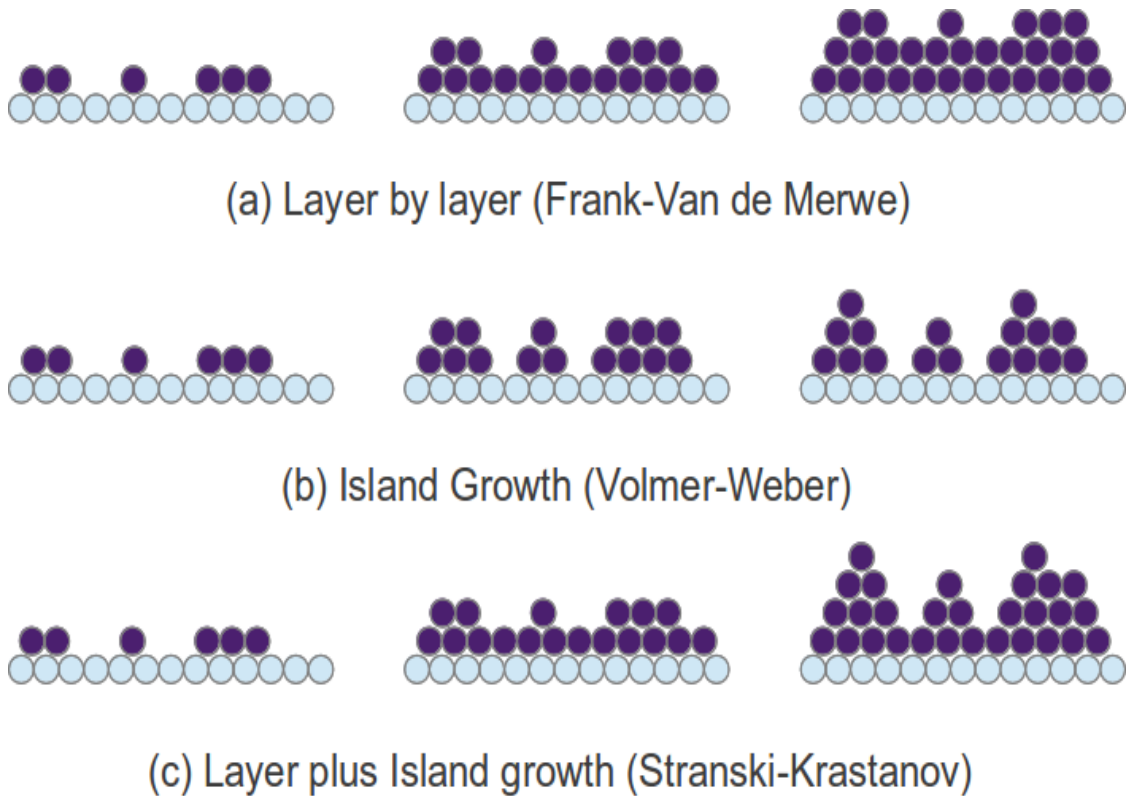 (a) Layer by layer (Frank-Van de Merwe)
(b) Island Growth (Volmer-Weber)
(c) Layer plus Island growth (Stranski-Krastanov)